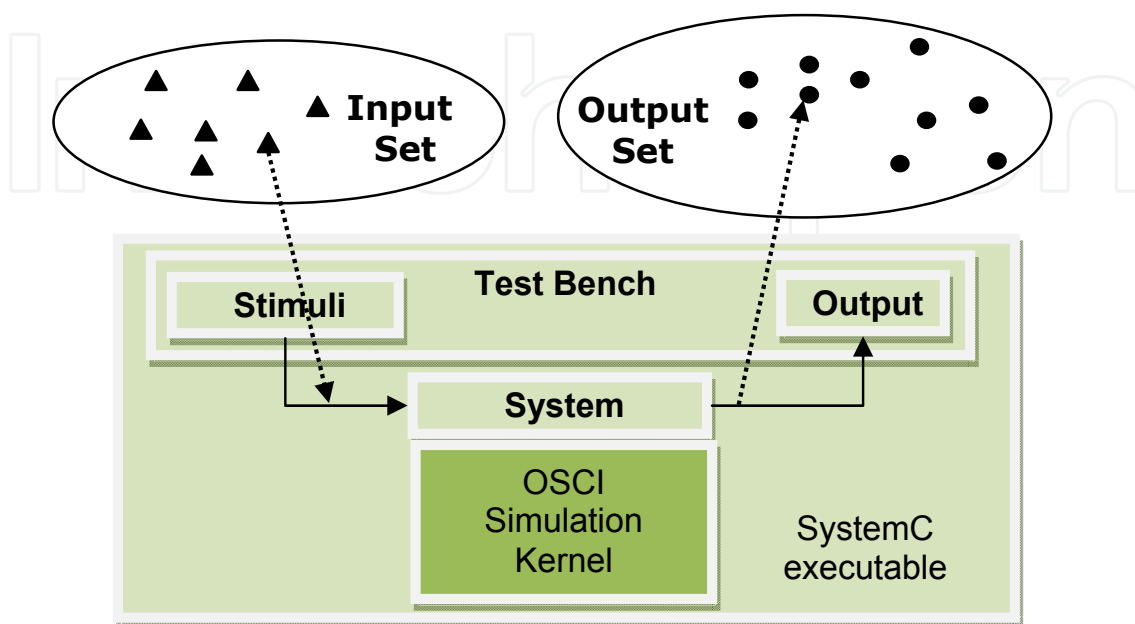 Input
Set
Output
Set
Test Bench
Stimuli
Output
System
OSCI
Simulation
Kernel
SystemC
executable